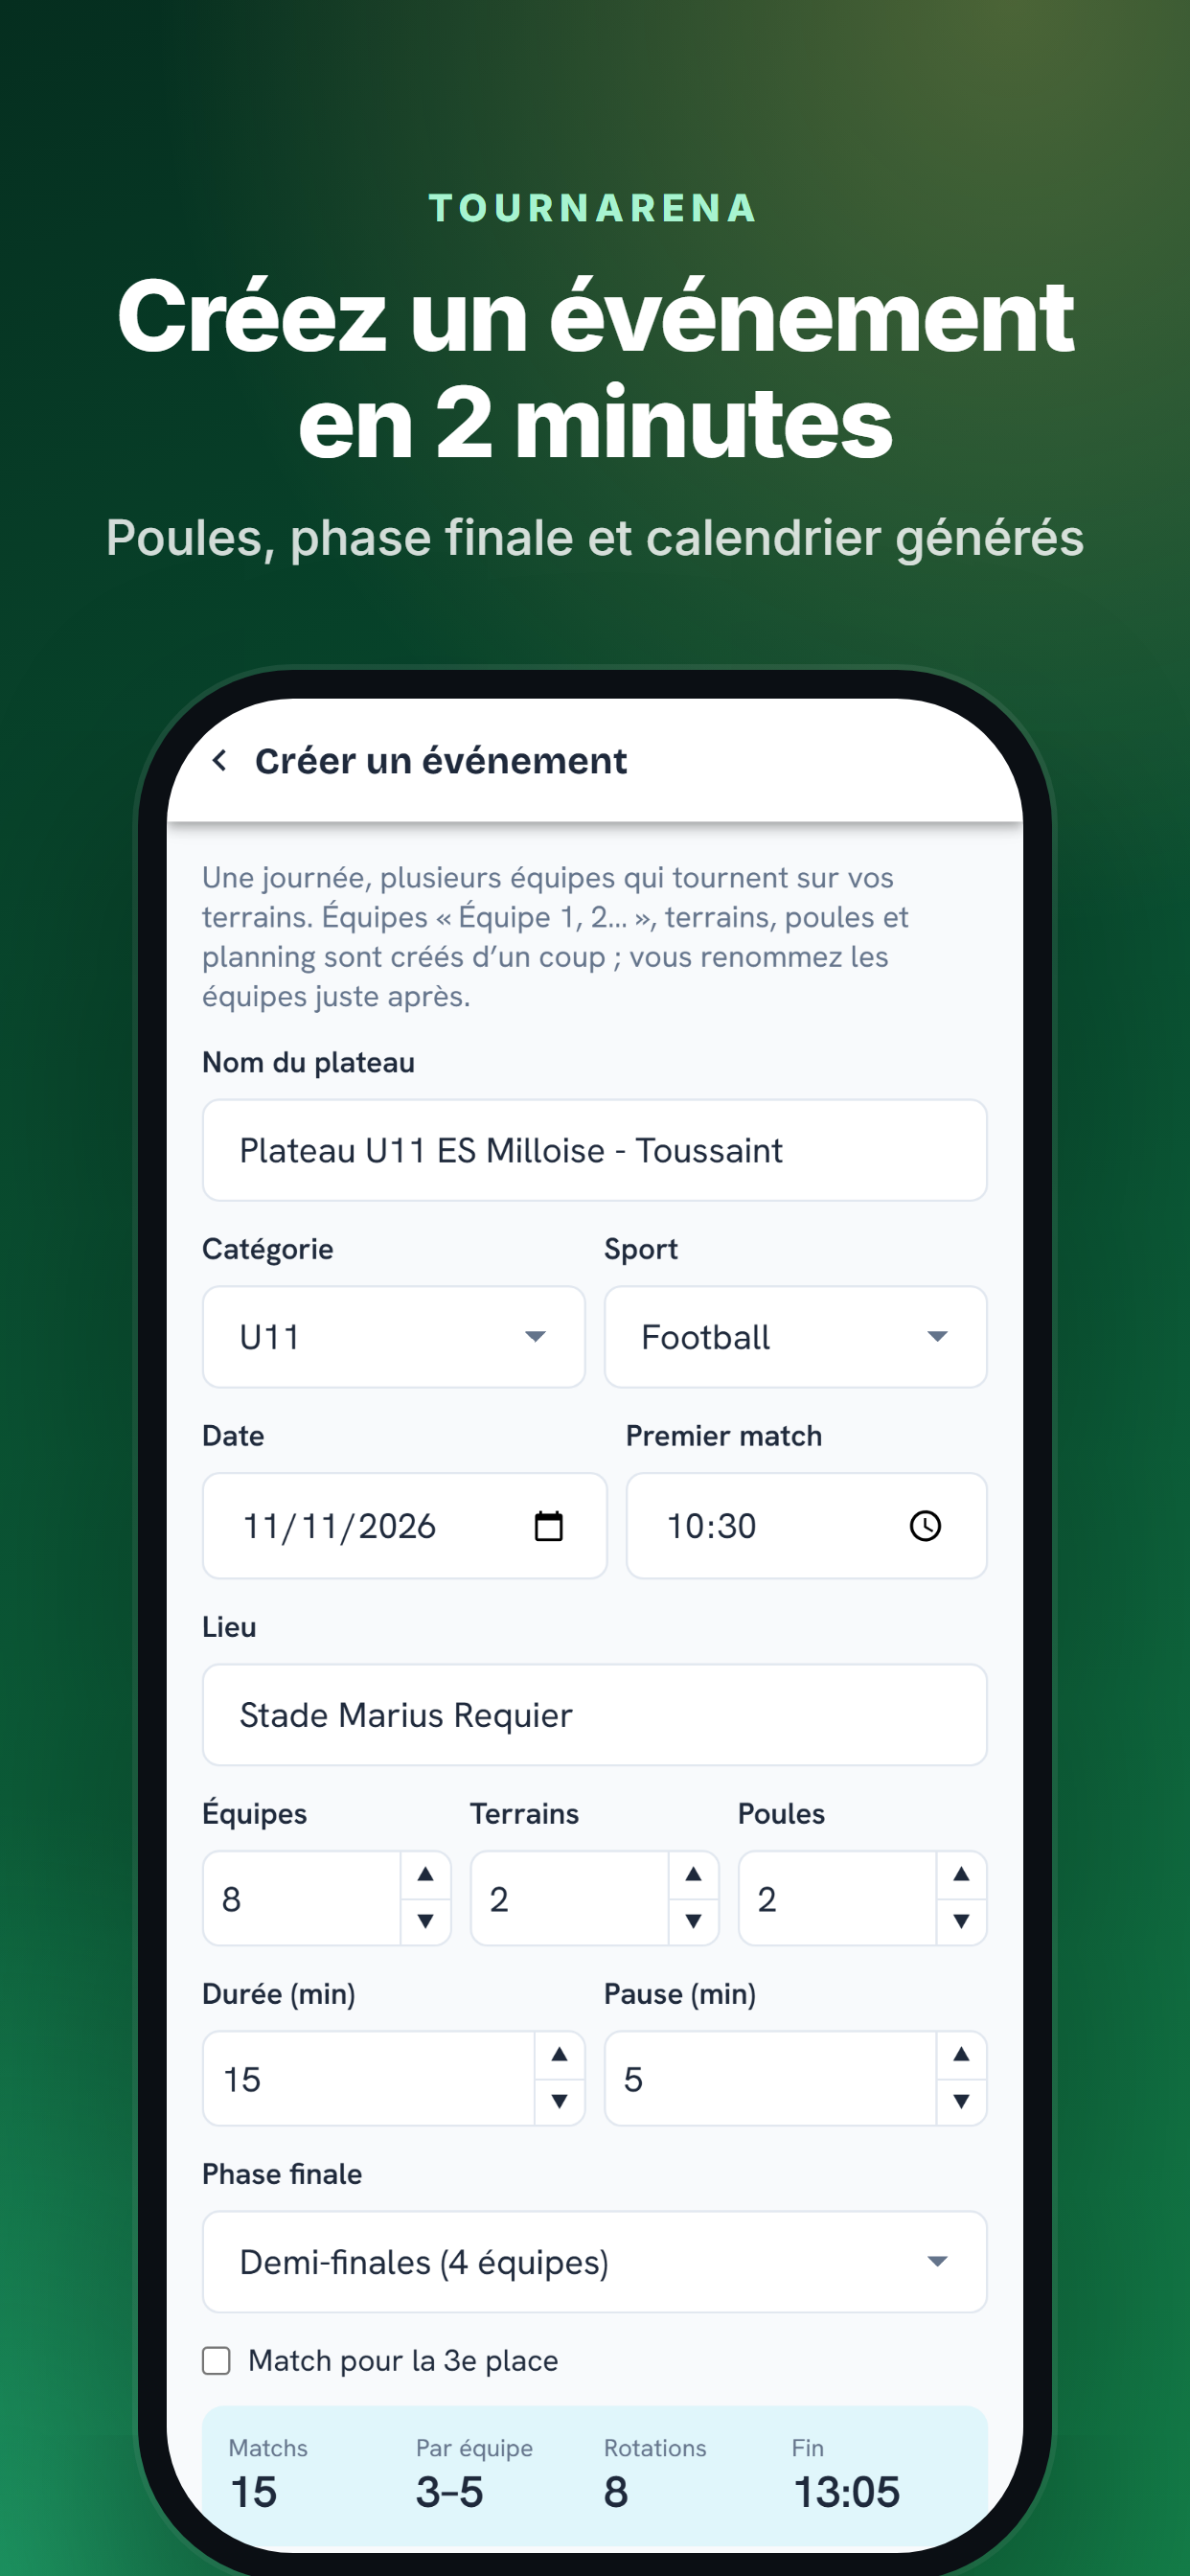 TOURNARENA
Créez un événement
en 2 minutes
Poules, phase finale et calendrier générés
Créer un événement
Une journée, plusieurs équipes qui tournent sur vos
terrains. Équipes « Équipe 1, 2... », terrains, poules et
planning sont créés d’un coup ; vous renommez les
équipes juste après.
Nom du plateau
Plateau U11 ES Milloise - Toussaint
Catégorie Sport
U11 Football
Date Premier match
11/11/2026 10:30
Lieu
Stade Marius Requier
Équipes Terrains Poules
8 2 2
Durée (min) Pause (min)
15 5
Phase finale
Demi-finales (4 équipes)
Match pour la 3e place
Matchs Par équipe Rotations Fin
15 3–5 8 13:05